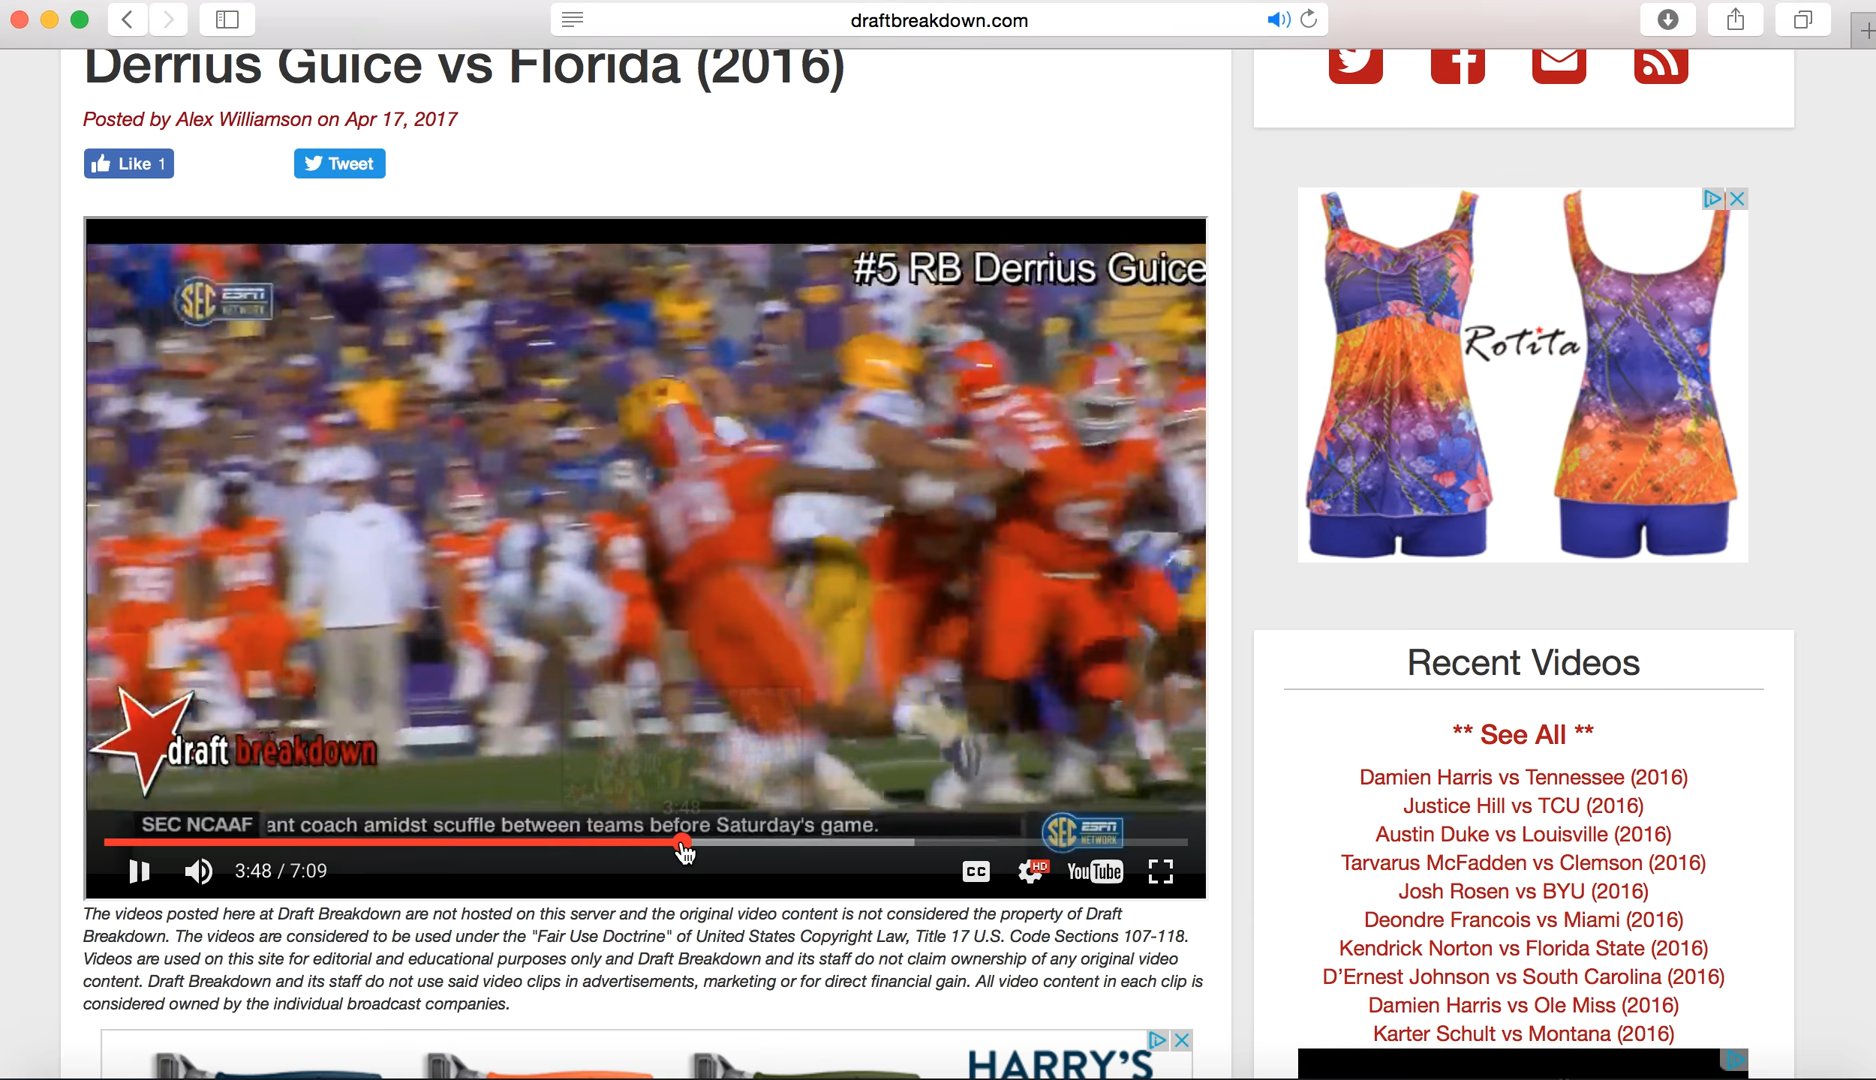 draftbreakdown.com
Derrius Guice vs Florida (2016)
Posted by Alex Williamson on Apr 17, 2017
Like 1
Tweet
#5 RB Derrius Guice
SEC ESPN NETWORK
draft breakdown
3:48
SEC NCAAF ant coach amidst scuffle between teams before Saturday's game.
SEC ESPN NETWORK
3:48 / 7:09
CC
HD
YouTube
The videos posted here at Draft Breakdown are not hosted on this server and the original video content is not considered the property of Draft
Breakdown. The videos are considered to be used under the "Fair Use Doctrine" of United States Copyright Law, Title 17 U.S. Code Sections 107-118.
Videos are used on this site for editorial and educational purposes only and Draft Breakdown and its staff do not claim ownership of any original video
content. Draft Breakdown and its staff do not use said video clips in advertisements, marketing or for direct financial gain. All video content in each clip is
considered owned by the individual broadcast companies.
HARRY'S
Rotita
Recent Videos
** See All **
Damien Harris vs Tennessee (2016)
Justice Hill vs TCU (2016)
Austin Duke vs Louisville (2016)
Tarvarus McFadden vs Clemson (2016)
Josh Rosen vs BYU (2016)
Deondre Francois vs Miami (2016)
Kendrick Norton vs Florida State (2016)
D'Ernest Johnson vs South Carolina (2016)
Damien Harris vs Ole Miss (2016)
Karter Schult vs Montana (2016)